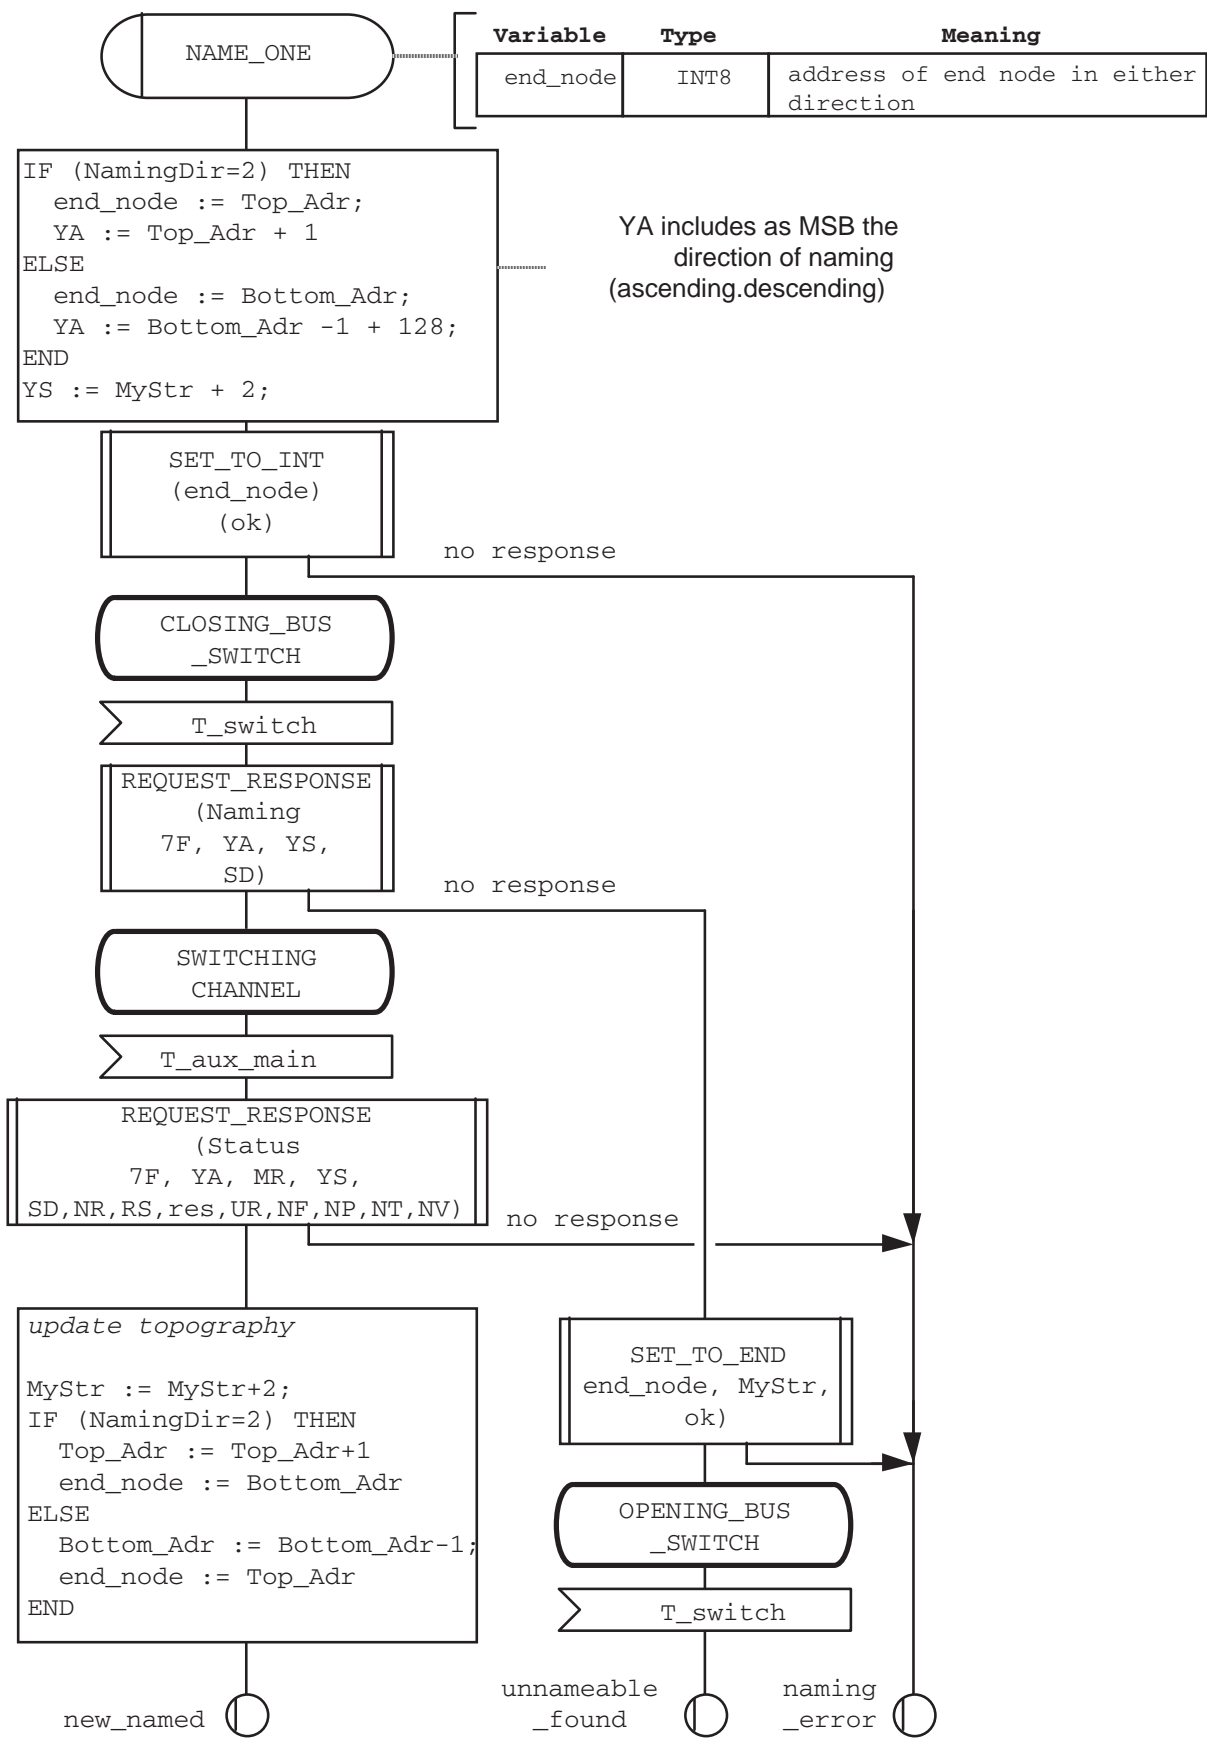 NAME_ONE
Variable Type Meaning
end_node INT8 address of end node in either
direction
IF (NamingDir=2) THEN
end_node := Top_Adr;
YA := Top_Adr + 1
ELSE
end_node := Bottom_Adr;
YA := Bottom_Adr -1 + 128;
END
YS := MyStr + 2;
YA includes as MSB the
direction of naming
(ascending.descending)
SET_TO_INT
(end_node)
(ok)
no response
CLOSING_BUS
_SWITCH
T_switch
REQUEST_RESPONSE
(Naming
7F, YA, YS,
SD)
no response
SWITCHING
CHANNEL
T_aux_main
REQUEST_RESPONSE
(Status
7F, YA, MR, YS,
SD,NR,RS,res,UR,NF,NP,NT,NV)
no response
update topography
MyStr := MyStr+2;
IF (NamingDir=2) THEN
Top_Adr := Top_Adr+1
end_node := Bottom_Adr
ELSE
Bottom_Adr := Bottom_Adr-1;
end_node := Top_Adr
END
SET_TO_END
end_node, MyStr,
ok)
OPENING_BUS
_SWITCH
T_switch
new_named
unnameable
_found
naming
_error